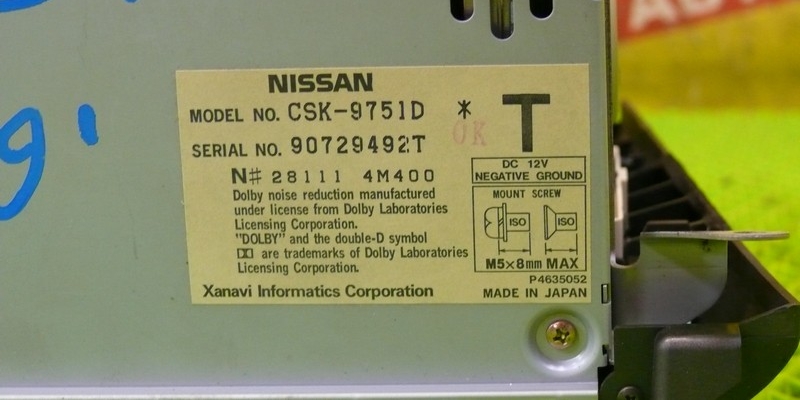 NISSAN
MODEL NO. CSK-9751D *
SERIAL NO. 90729492T
OK
T
N# 28111 4M400
DC 12V
NEGATIVE GROUND
Dolby noise reduction manufactured
under license from Dolby Laboratories
Licensing Corporation.
"DOLBY" and the double-D symbol
are trademarks of Dolby Laboratories
Licensing Corporation.
MOUNT SCREW
ISO ISO
M5×8mm MAX
P4635052
Xanavi Informatics Corporation
MADE IN JAPAN
9'